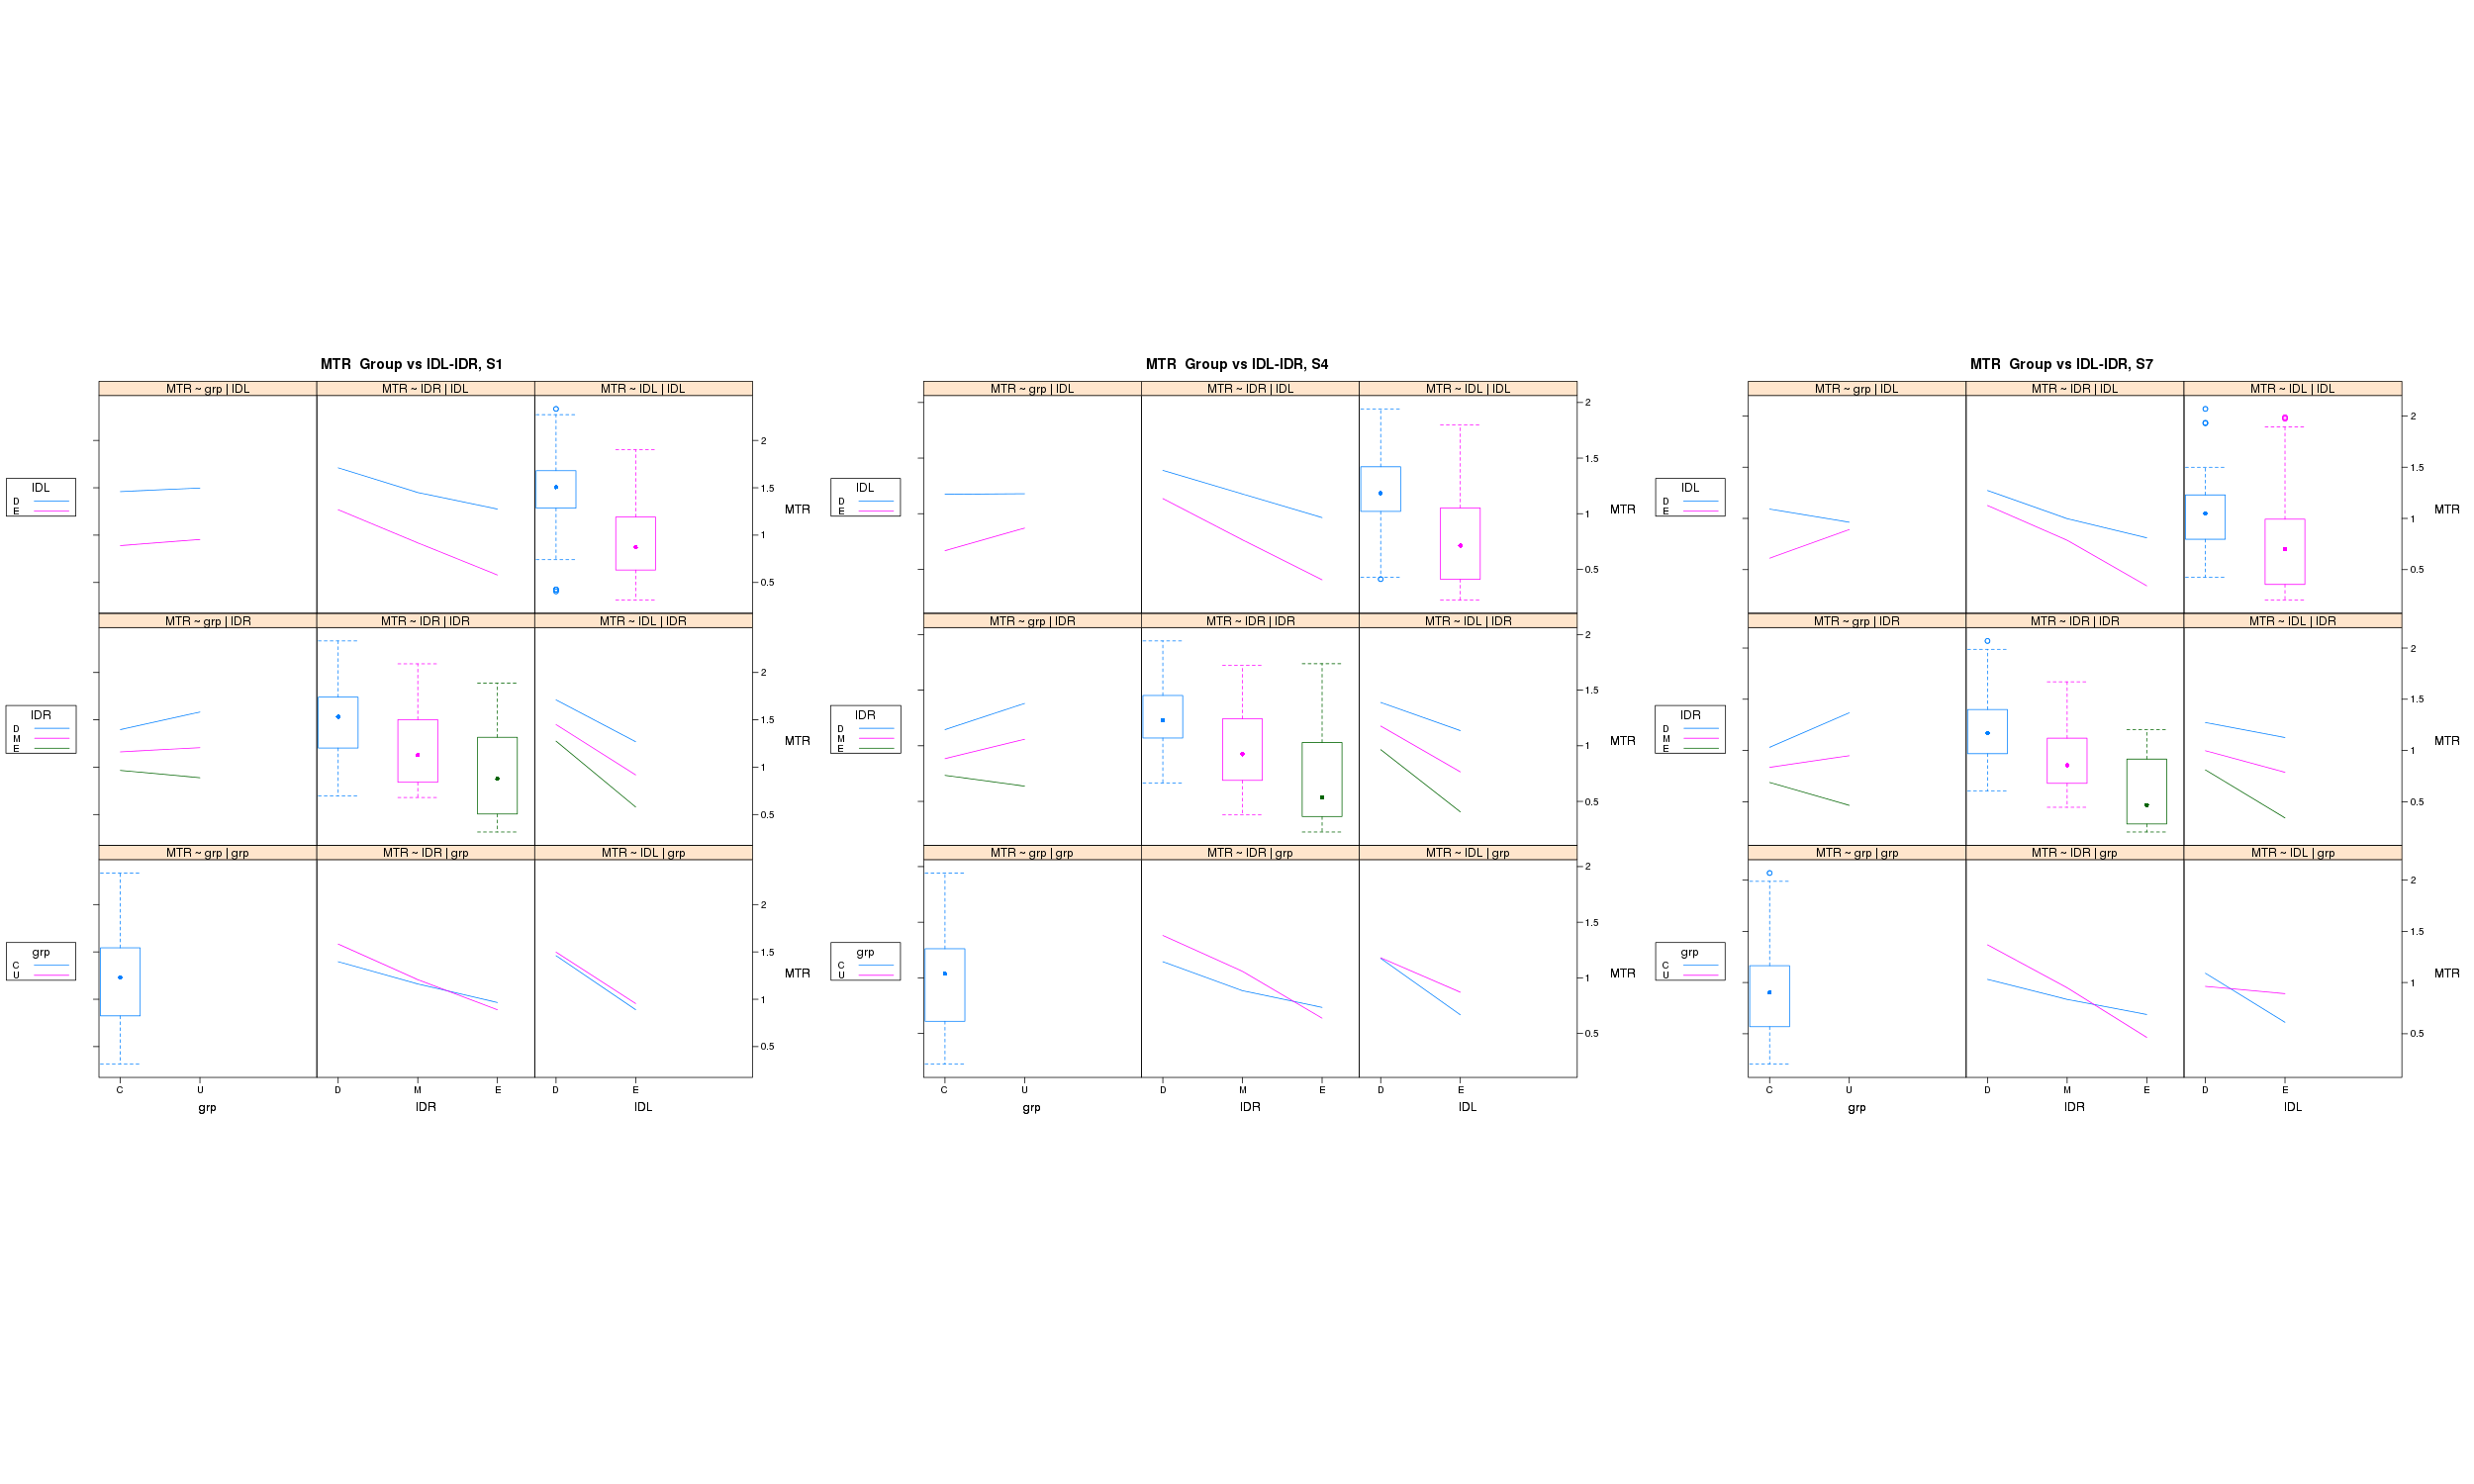 MTR  Group vs IDL-IDR, S1
MTR ~ grp | IDL
MTR ~ IDR | IDL
MTR ~ IDL | IDL
2
1.5
1
0.5
MTR
IDL
D
E
MTR ~ grp | IDR
MTR ~ IDR | IDR
MTR ~ IDL | IDR
2
1.5
1
0.5
MTR
IDR
D
M
E
MTR ~ grp | grp
MTR ~ IDR | grp
MTR ~ IDL | grp
2
1.5
1
0.5
MTR
grp
C
U
C U
D M E
D E
grp
IDR
IDL
MTR  Group vs IDL-IDR, S4
MTR ~ grp | IDL
MTR ~ IDR | IDL
MTR ~ IDL | IDL
2
1.5
1
0.5
MTR
IDL
D
E
MTR ~ grp | IDR
MTR ~ IDR | IDR
MTR ~ IDL | IDR
2
1.5
1
0.5
MTR
IDR
D
M
E
MTR ~ grp | grp
MTR ~ IDR | grp
MTR ~ IDL | grp
2
1.5
1
0.5
MTR
grp
C
U
C U
D M E
D E
grp
IDR
IDL
MTR  Group vs IDL-IDR, S7
MTR ~ grp | IDL
MTR ~ IDR | IDL
MTR ~ IDL | IDL
2
1.5
1
0.5
MTR
IDL
D
E
MTR ~ grp | IDR
MTR ~ IDR | IDR
MTR ~ IDL | IDR
2
1.5
1
0.5
MTR
IDR
D
M
E
MTR ~ grp | grp
MTR ~ IDR | grp
MTR ~ IDL | grp
2
1.5
1
0.5
MTR
grp
C
U
C U
D M E
D E
grp
IDR
IDL